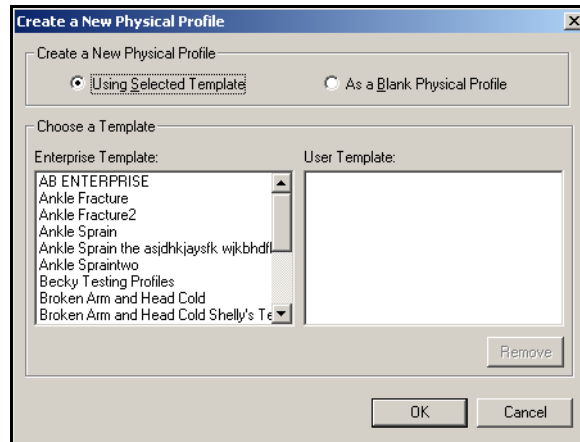 Create a New Physical Profile
Create a New Physical Profile
Using Selected Template
As a Blank Physical Profile
Choose a Template
Enterprise Template:
User Template:
AB ENTERPRISE
Ankle Fracture
Ankle Fracture2
Ankle Sprain
Ankle Sprain the asjdhkjaysfk wjkbhdfl
Ankle Spraintwo
Becky Testing Profiles
Broken Arm and Head Cold
Broken Arm and Head Cold Shelly's Te
Remove
OK
Cancel